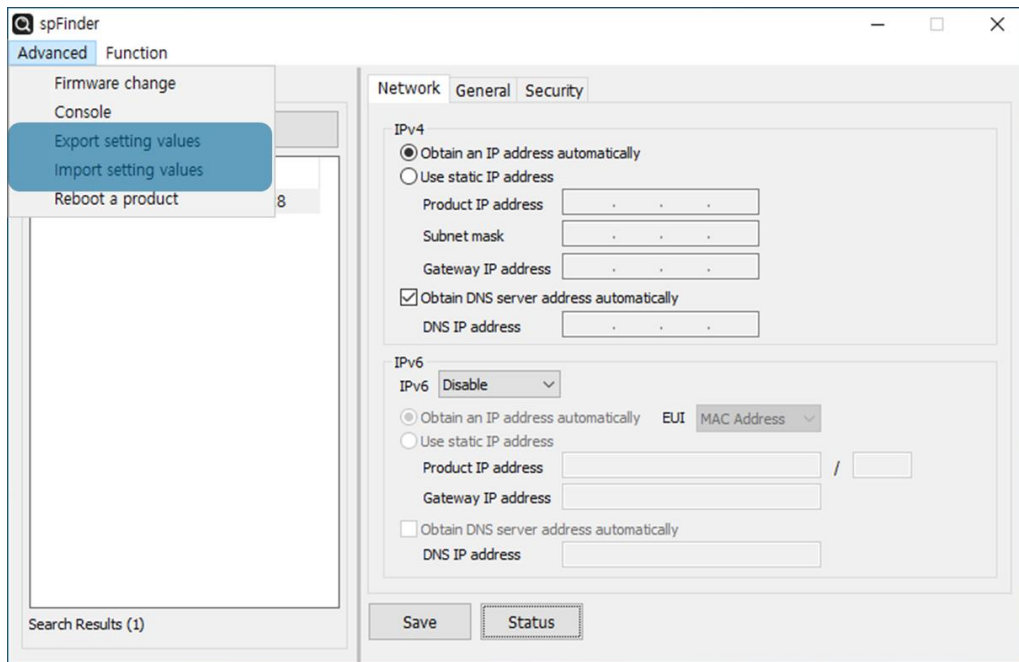 spFinder
Advanced Function
Firmware change
Console
Export setting values
Import setting values
Reboot a product
8
Search Results (1)
Network General Security
IPv4
Obtain an IP address automatically
Use static IP address
Product IP address . . .
Subnet mask . . .
Gateway IP address . . .
Obtain DNS server address automatically
DNS IP address . . .
IPv6
IPv6 Disable
Obtain an IP address automatically EUI MAC Address
Use static IP address
Product IP address /
Gateway IP address
Obtain DNS server address automatically
DNS IP address
Save Status